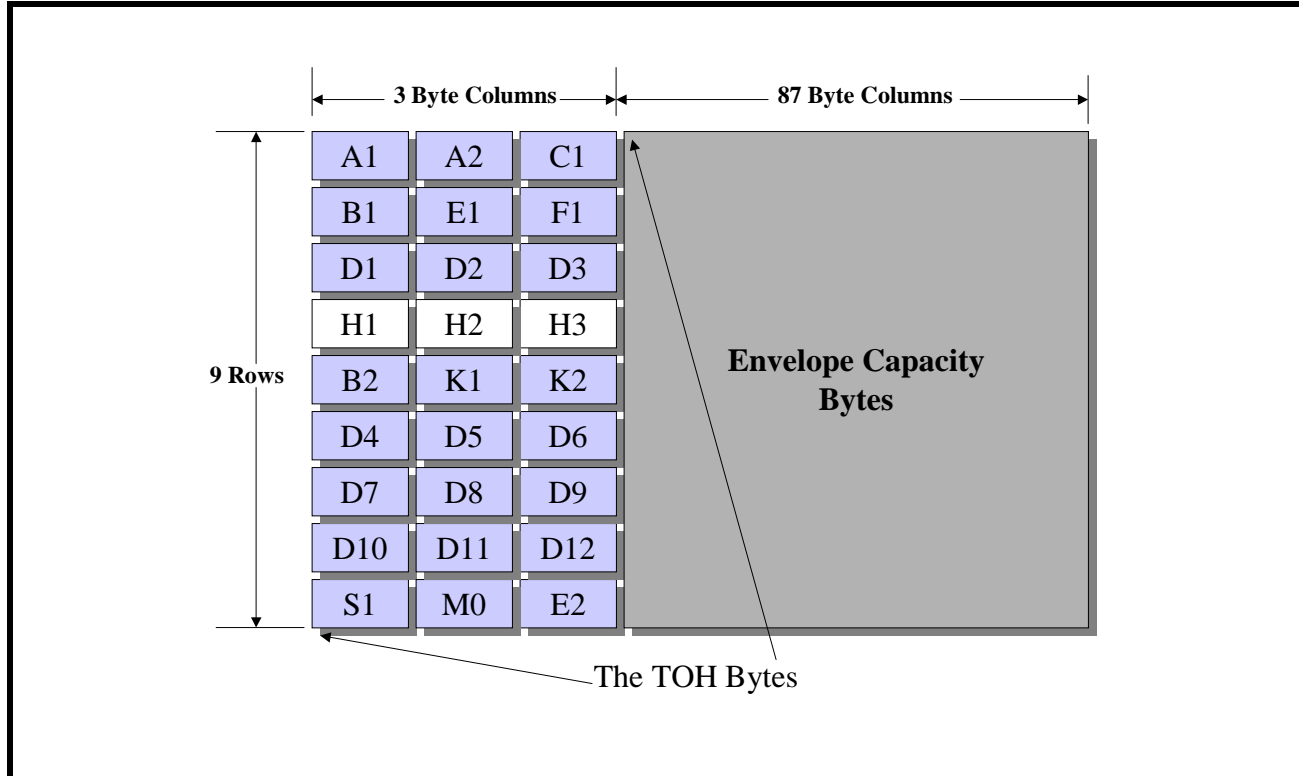 3 Byte Columns 87 Byte Columns
A1 A2 C1
B1 E1 F1
D1 D2 D3
H1 H2 H3
9 Rows
B2 K1 K2
D4 D5 D6
D7 D8 D9
D10 D11 D12
S1 M0 E2
Envelope Capacity
Bytes
The TOH Bytes